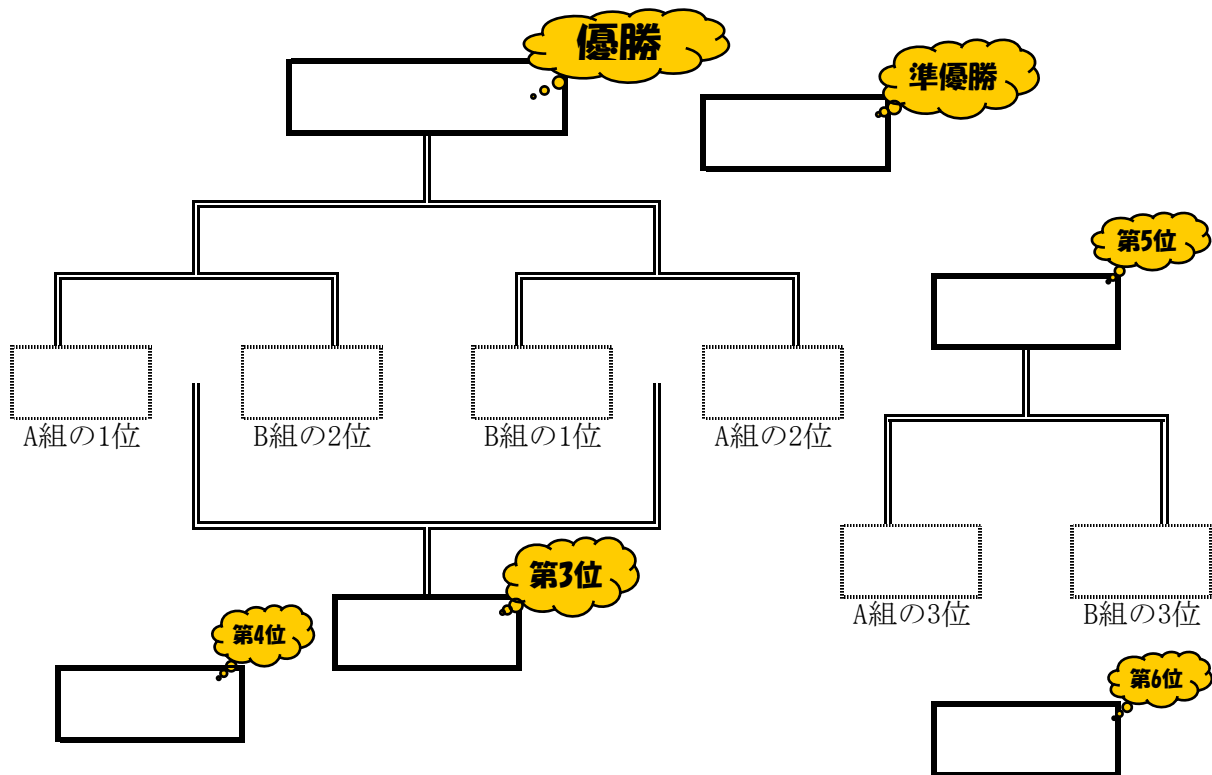 優勝
準優勝
第5位
A組の1位
B組の2位
B組の1位
A組の2位
第3位
A組の3位
B組の3位
第4位
第6位